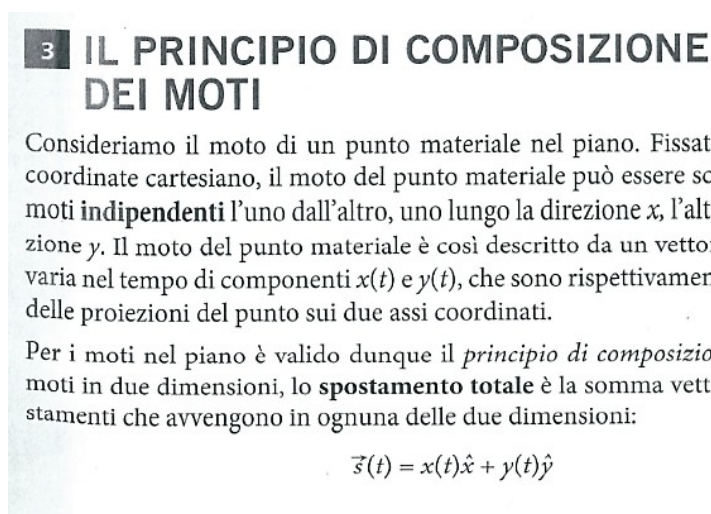 3 IL PRINCIPIO DI COMPOSIZIONE
DEI MOTI
Consideriamo il moto di un punto materiale nel piano. Fissat
coordinate cartesiano, il moto del punto materiale può essere sc
moti indipendenti l'uno dall'altro, uno lungo la direzione x, l'alt
zione y. Il moto del punto materiale è così descritto da un vetto
varia nel tempo di componenti x(t) e y(t), che sono rispettivamen
delle proiezioni del punto sui due assi coordinati.
Per i moti nel piano è valido dunque il principio di composizio
moti in due dimensioni, lo spostamento totale è la somma vett
stamenti che avvengono in ognuna delle due dimensioni:
s⃗(t) = x(t)x̂ + y(t)ŷ